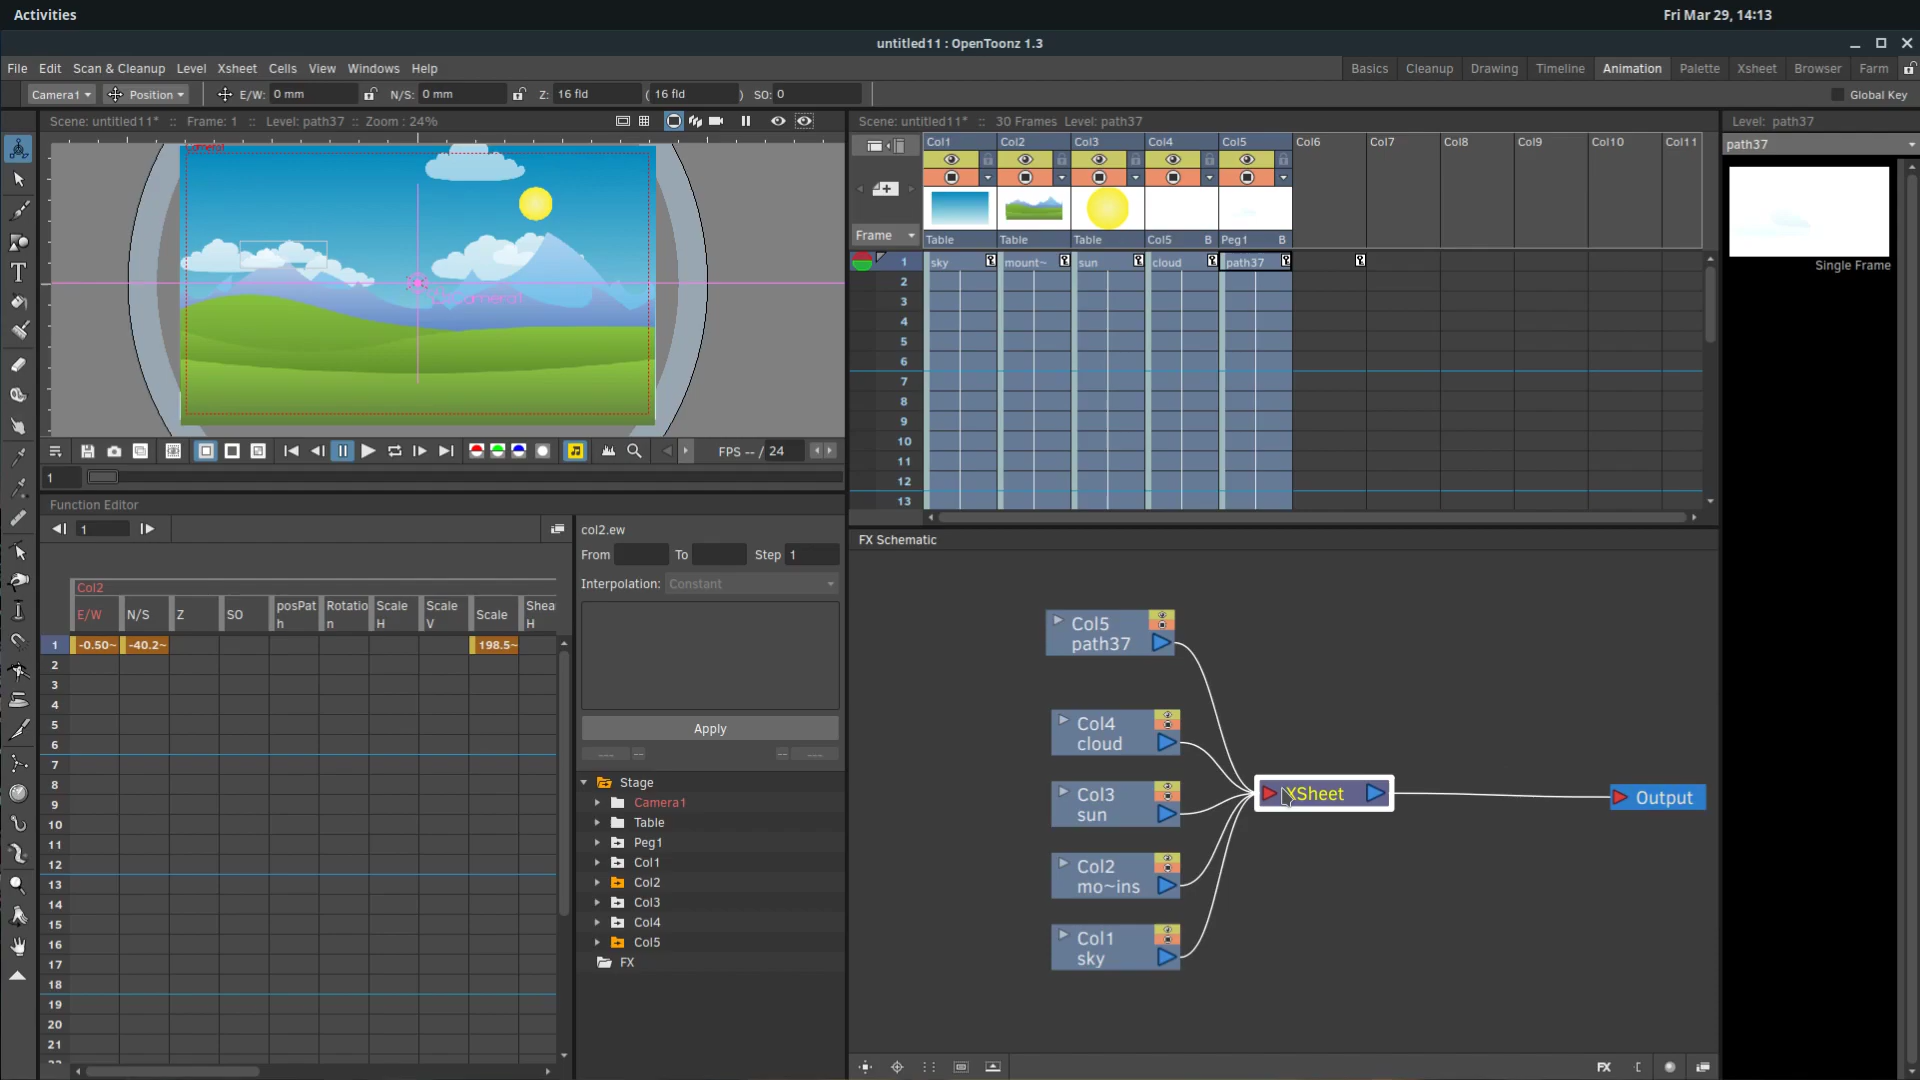 Activities
Fri Mar 29, 14:13
untitled11 : OpenToonz 1.3
File Edit Scan & Cleanup Level Xsheet Cells View Windows Help
Basics Cleanup Drawing Timeline Animation Palette Xsheet Browser Farm
Camera1 Position E/W: 0 mm N/S: 0 mm Z: 16 fld ( 16 fld ) SO: 0
Global Key
Scene: untitled11* :: Frame: 1 :: Level: path37 :: Zoom : 24%
Scene: untitled11* :: 30 Frames Level: path37
Level: path37
path37
Single Frame
Col1 Col2 Col3 Col4 Col5 Col6 Col7 Col8 Col9 Col10 Col11
Frame
Table Table Table Col5 B Peg1 B
1 sky mount~ sun cloud path37
2
3
4
5
6
7
8
9
10
11
12
13
Camera1
FPS -- / 24
1
Function Editor
1
Col2
E/W N/S Z SO posPat h Rotatio n Scale H Scale V Scale Shea H
1 -0.50~ -40.2~ 198.5~
2
3
4
5
6
7
8
9
10
11
12
13
14
15
16
17
18
19
20
21
col2.ew
From To Step 1
Interpolation: Constant
Apply
--- -- -- ---
Stage
Camera1
Table
Peg1
Col1
Col2
Col3
Col4
Col5
FX
FX Schematic
Col5
path37
Col4
cloud
Col3
sun
Col2
mo~ins
Col1
sky
XSheet
Output
FX